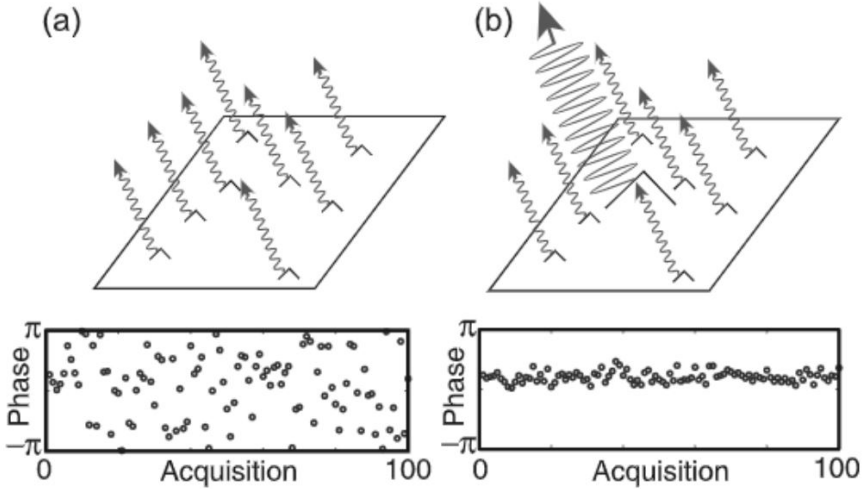 (a) (b)
π π
Phase Phase
−π −π
0 Acquisition 100 0 Acquisition 100